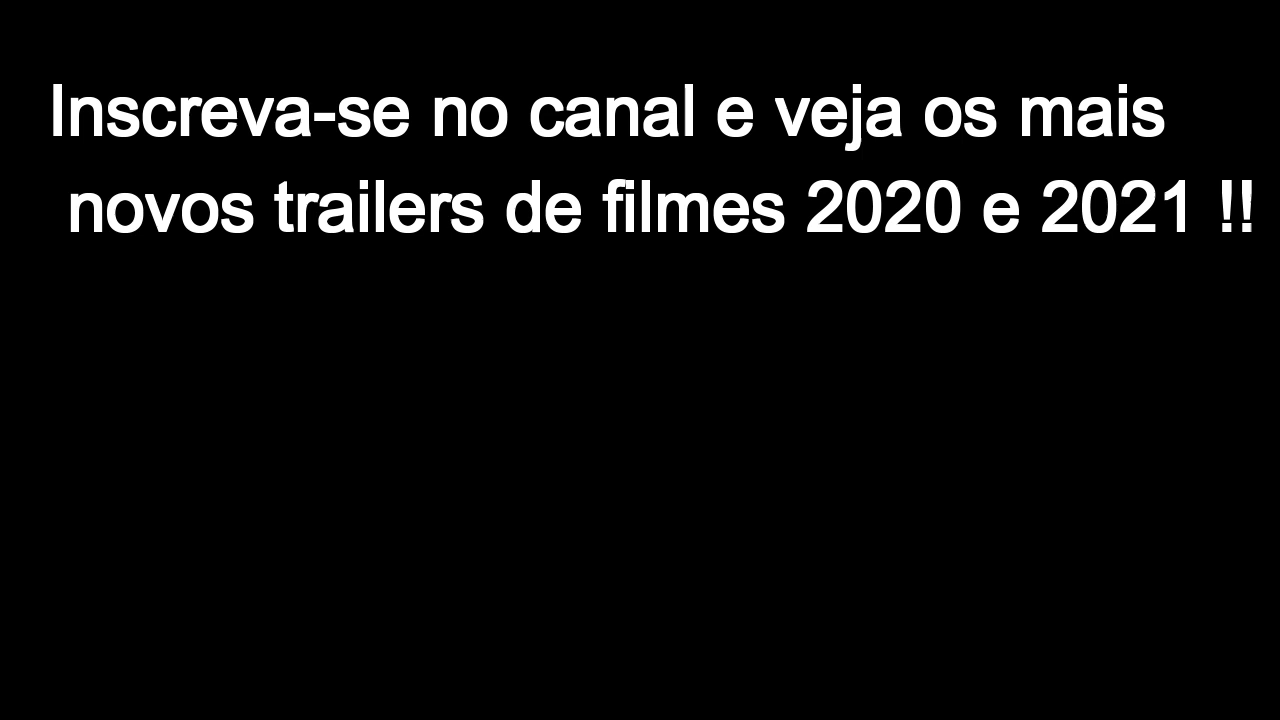 Inscreva-se no canal e veja os mais
novos trailers de filmes 2020 e 2021 !!